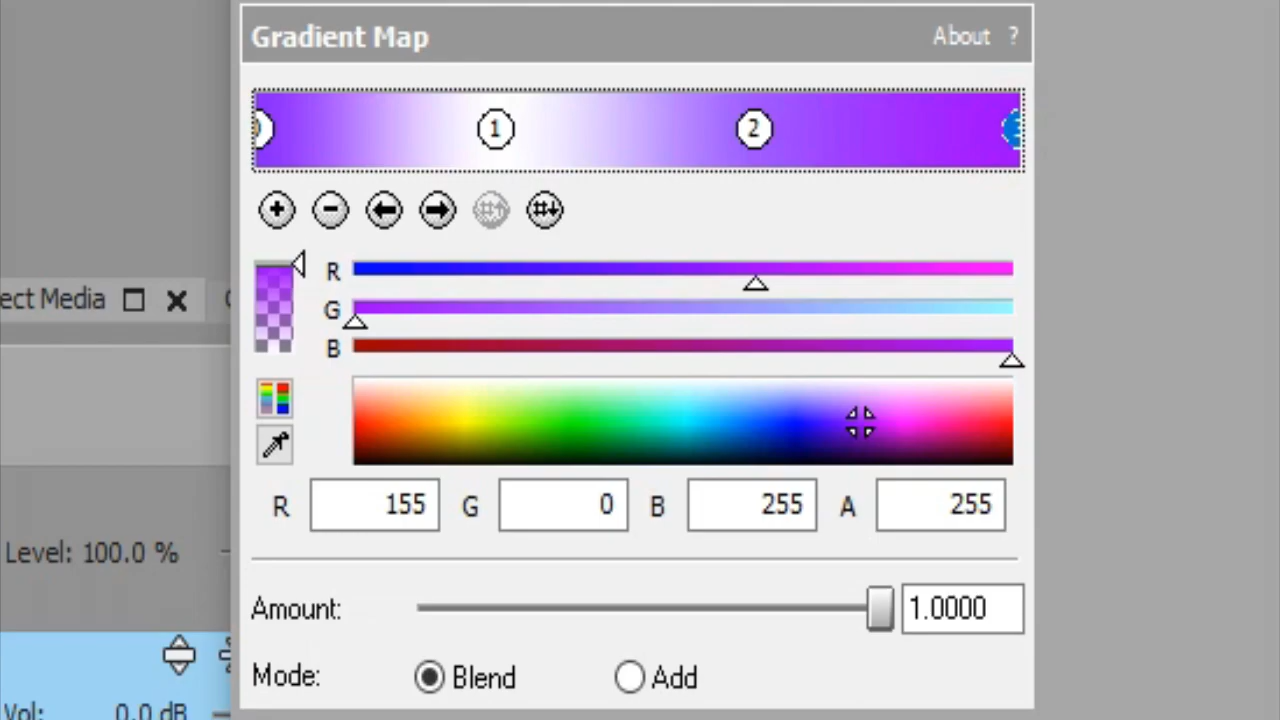 Gradient Map About ?
1 2
R
ect Media
G
B
R 155 G 0 B 255 A 255
Level: 100.0 %
Amount: 1.0000
Mode: Blend Add
Vol: 0.0 dB